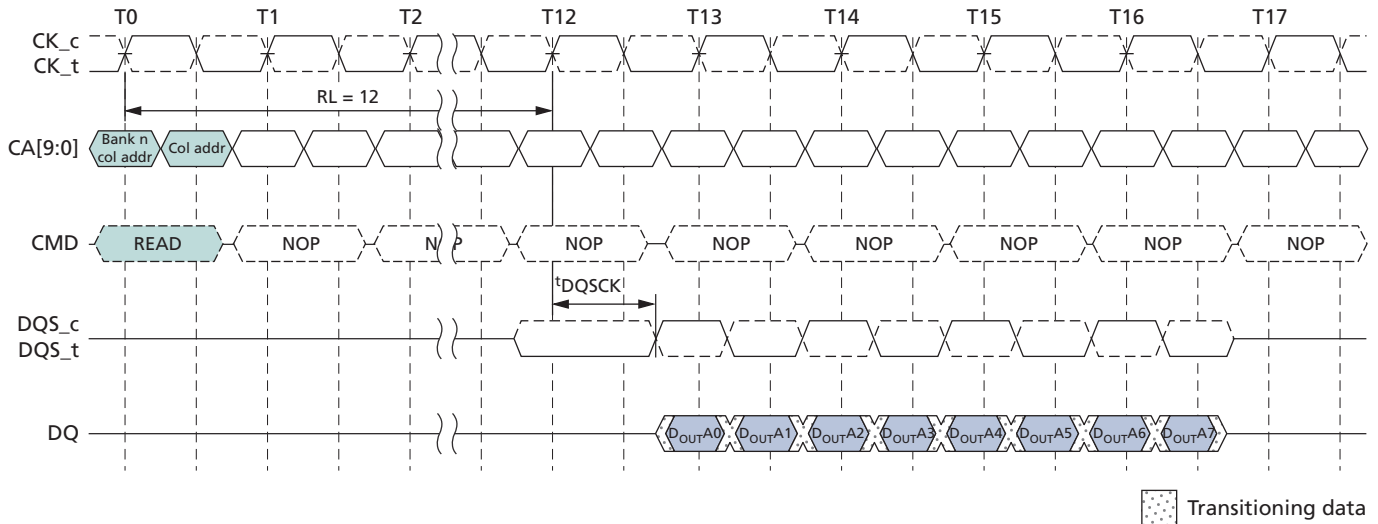 T0 T1 T2 T12 T13 T14 T15 T16 T17
CK_c
CK_t
RL = 12
CA[9:0]
Bank n
col addr
Col addr
CMD READ NOP NOP NOP NOP NOP NOP NOP NOP
tDQSCK
DQS_c
DQS_t
DQ DOUTA0 DOUTA1 DOUTA2 DOUTA3 DOUTA4 DOUTA5 DOUTA6 DOUTA7
Transitioning data